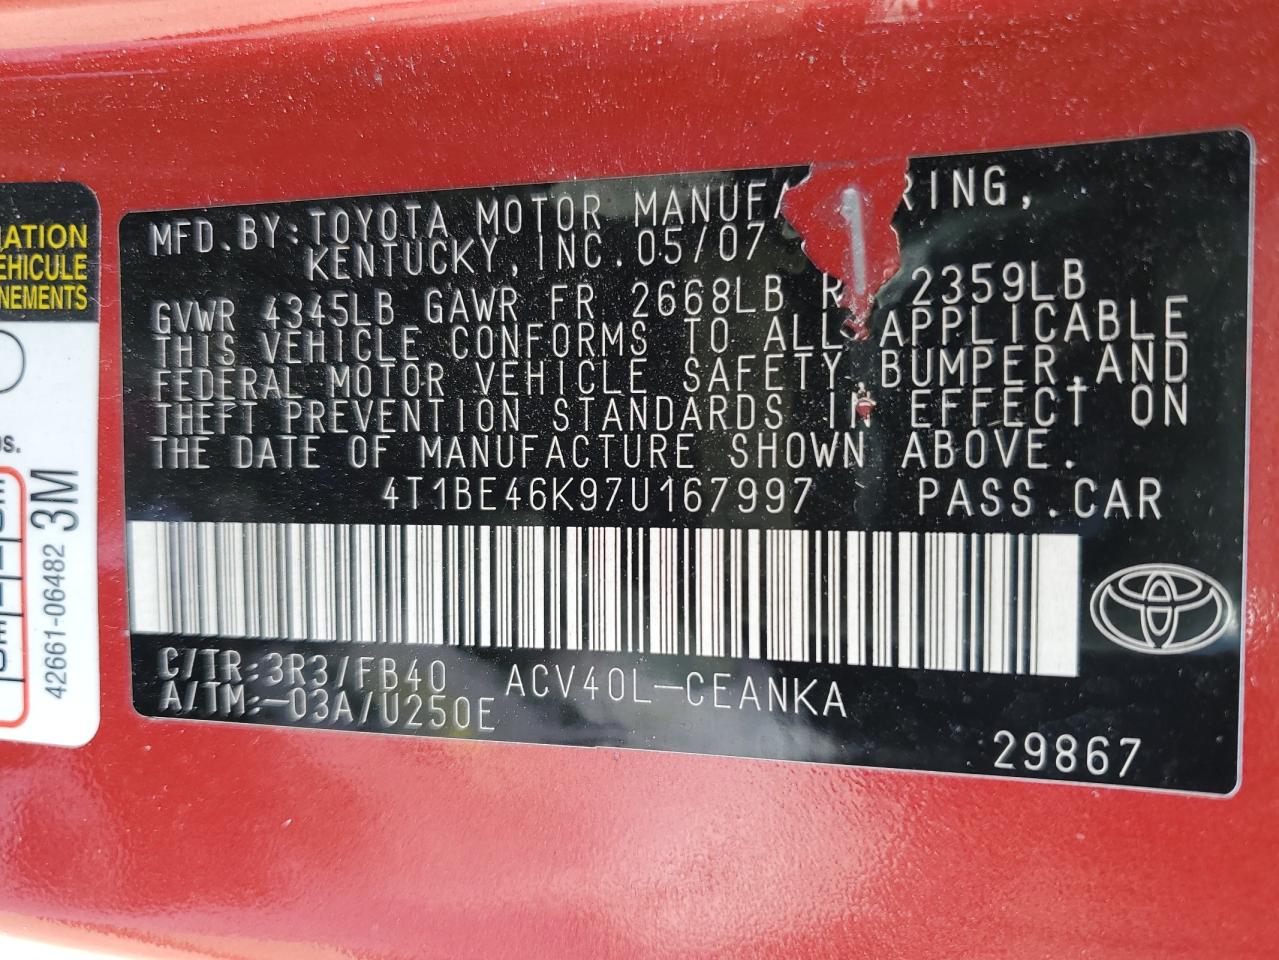 MFD. BY: TOYOTA MOTOR MANUFA RING,
KENTUCKY, INC. 05/07
GVWR 4345LB GAWR FR 2668LB R 2359LB
THIS VEHICLE CONFORMS TO ALL APPLICABLE
FEDERAL MOTOR VEHICLE SAFETY, BUMPER, AND
THEFT PREVENTION STANDARDS IN EFFECT ON
THE DATE OF MANUFACTURE SHOWN ABOVE.
4T1BE46K97U167997 PASS. CAR
C/TR: 3R3/FB40 ACV40L-CEANKA
A/TM: -03A/U250E
29867
MATION
EHICULE
NEMENTS
42661-06482 3M